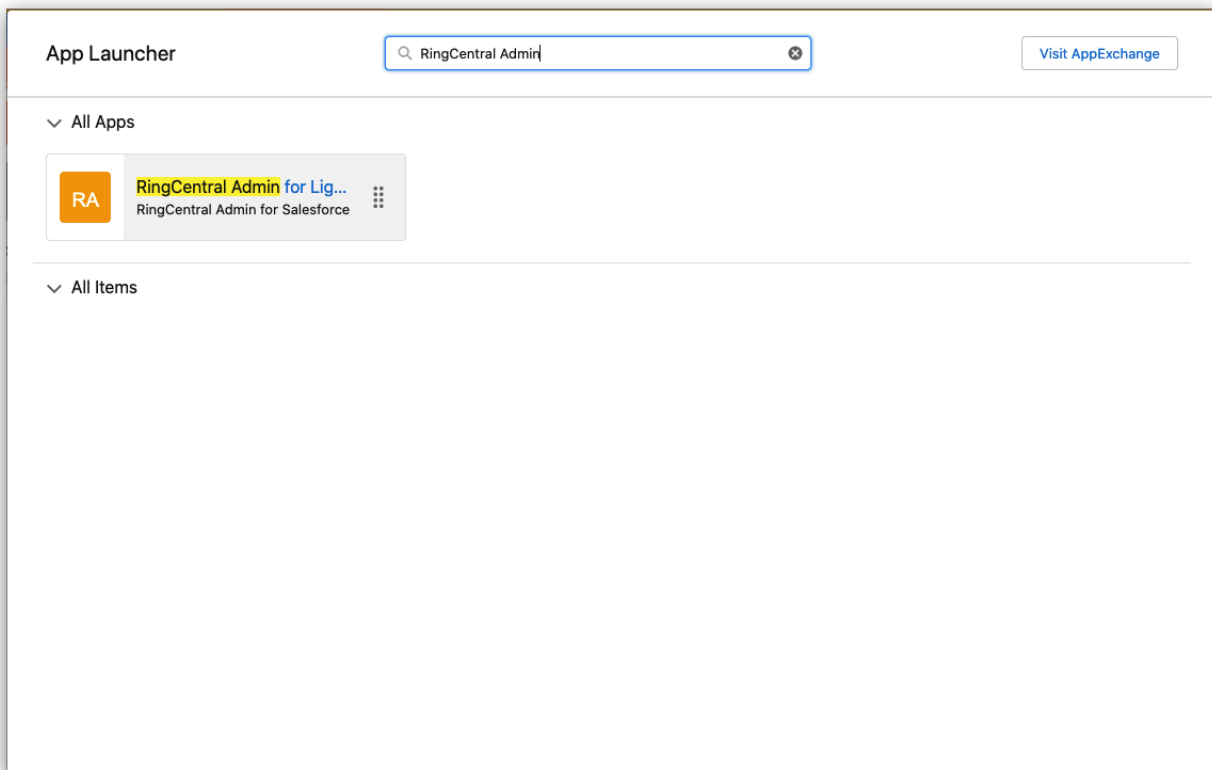 App Launcher
RingCentral Admin
Visit AppExchange
All Apps
RA
RingCentral Admin for Lig...
RingCentral Admin for Salesforce
All Items